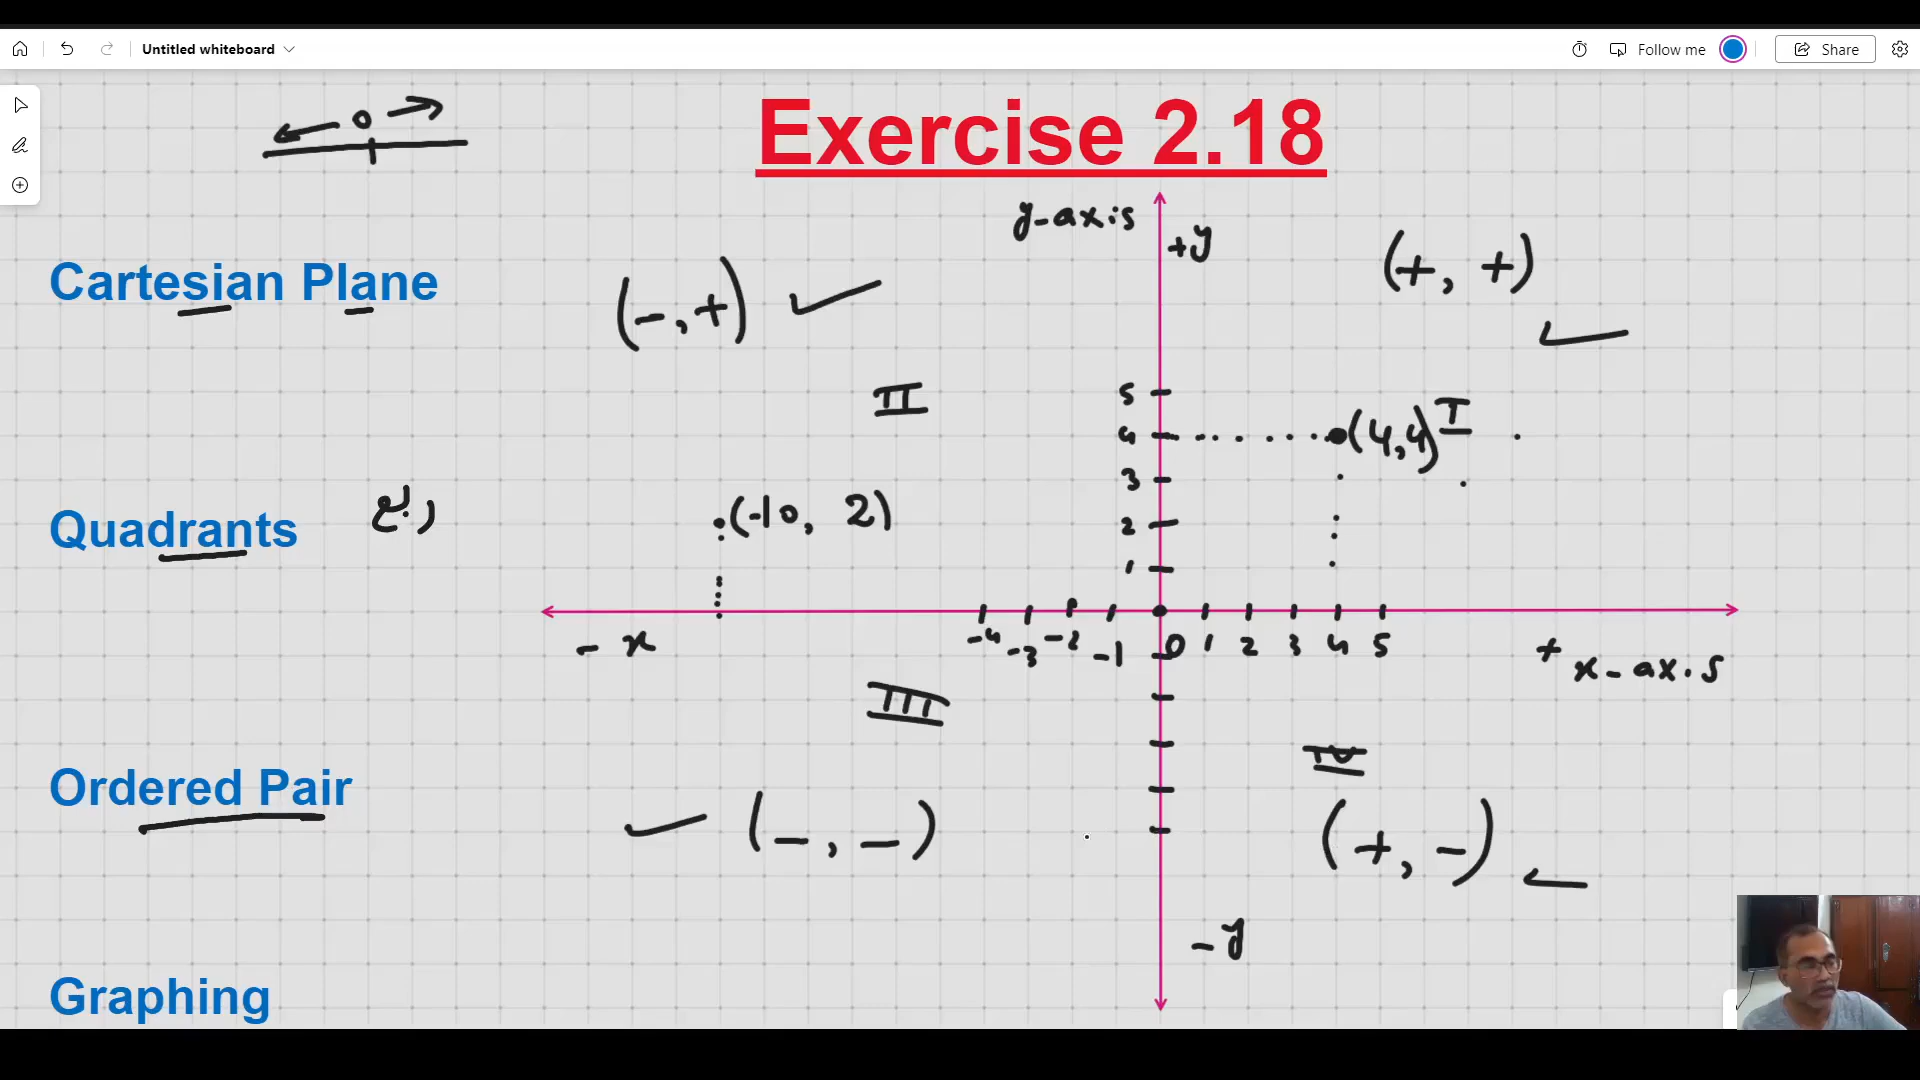 Untitled whiteboard
Follow me
Share
0
Exercise 2.18
y-axis
+y
(+, +)
Cartesian Plane
(-,+)
II
5
4
(4,4)
I
3
Quadrants
ربع
(-10, 2)
2
1
-4 -3 -2 -1 0 1 2 3 4 5
- x
+ x-axis
III
IV
Ordered Pair
(-,-)
(+,-)
-y
Graphing